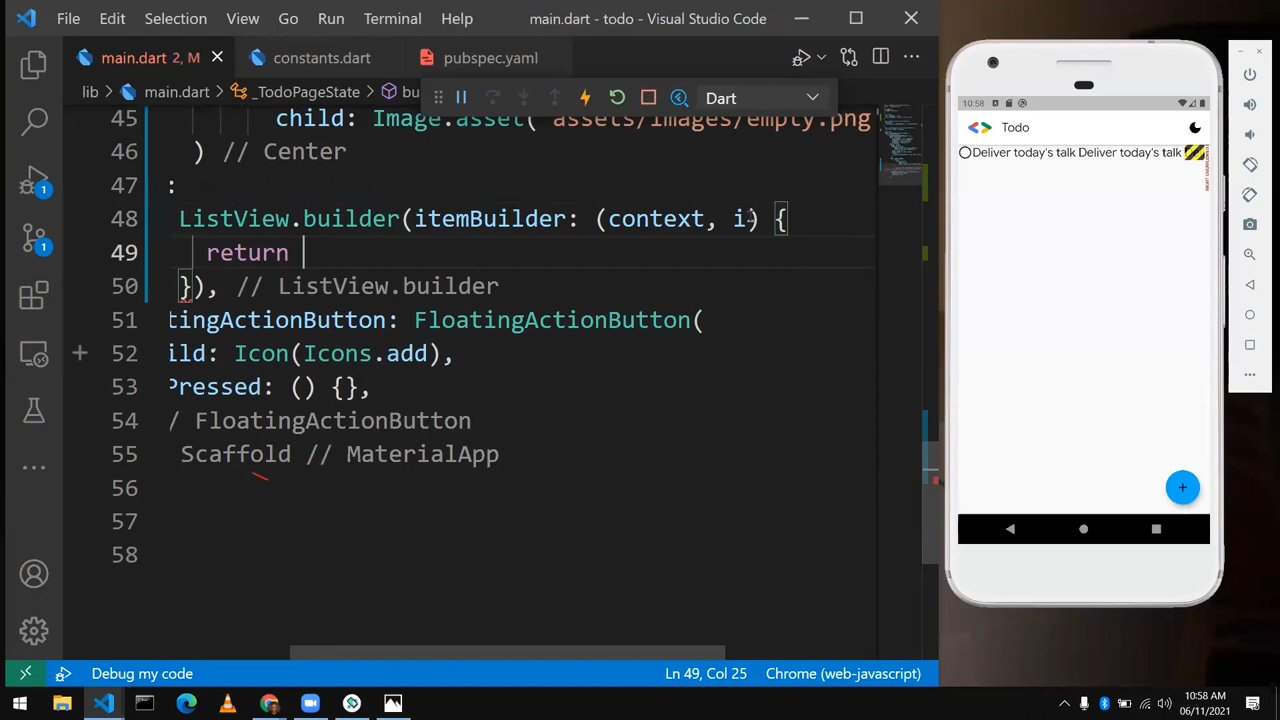 File Edit Selection View Go Run Terminal Help main.dart - todo - Visual Studio Code
main.dart 2, M constants.dart pubspec.yaml
lib > main.dart > _TodoPageState > bu
Dart
45 child: Image.asset( assets/images/empty.png
46 ) // Center
47 :
48 ListView.builder(itemBuilder: (context, i) {
49 return
50 }), // ListView.builder
51 tingActionButton: FloatingActionButton(
52 ild: Icon(Icons.add),
53 Pressed: () {},
54 / FloatingActionButton
55 Scaffold // MaterialApp
56
57
58
1
1
10:58
Todo
Deliver today's talk Deliver today's talk
+
Debug my code Ln 49, Col 25 Chrome (web-javascript)
10:58 AM
06/11/2021